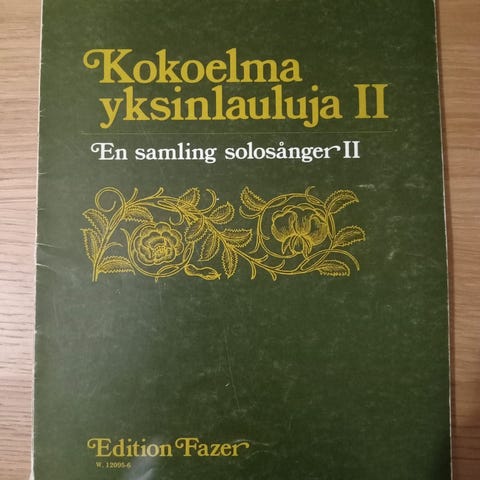 Kokoelma
yksinlauluja II
En samling solosånger II
Edition Fazer
W. 12095-6